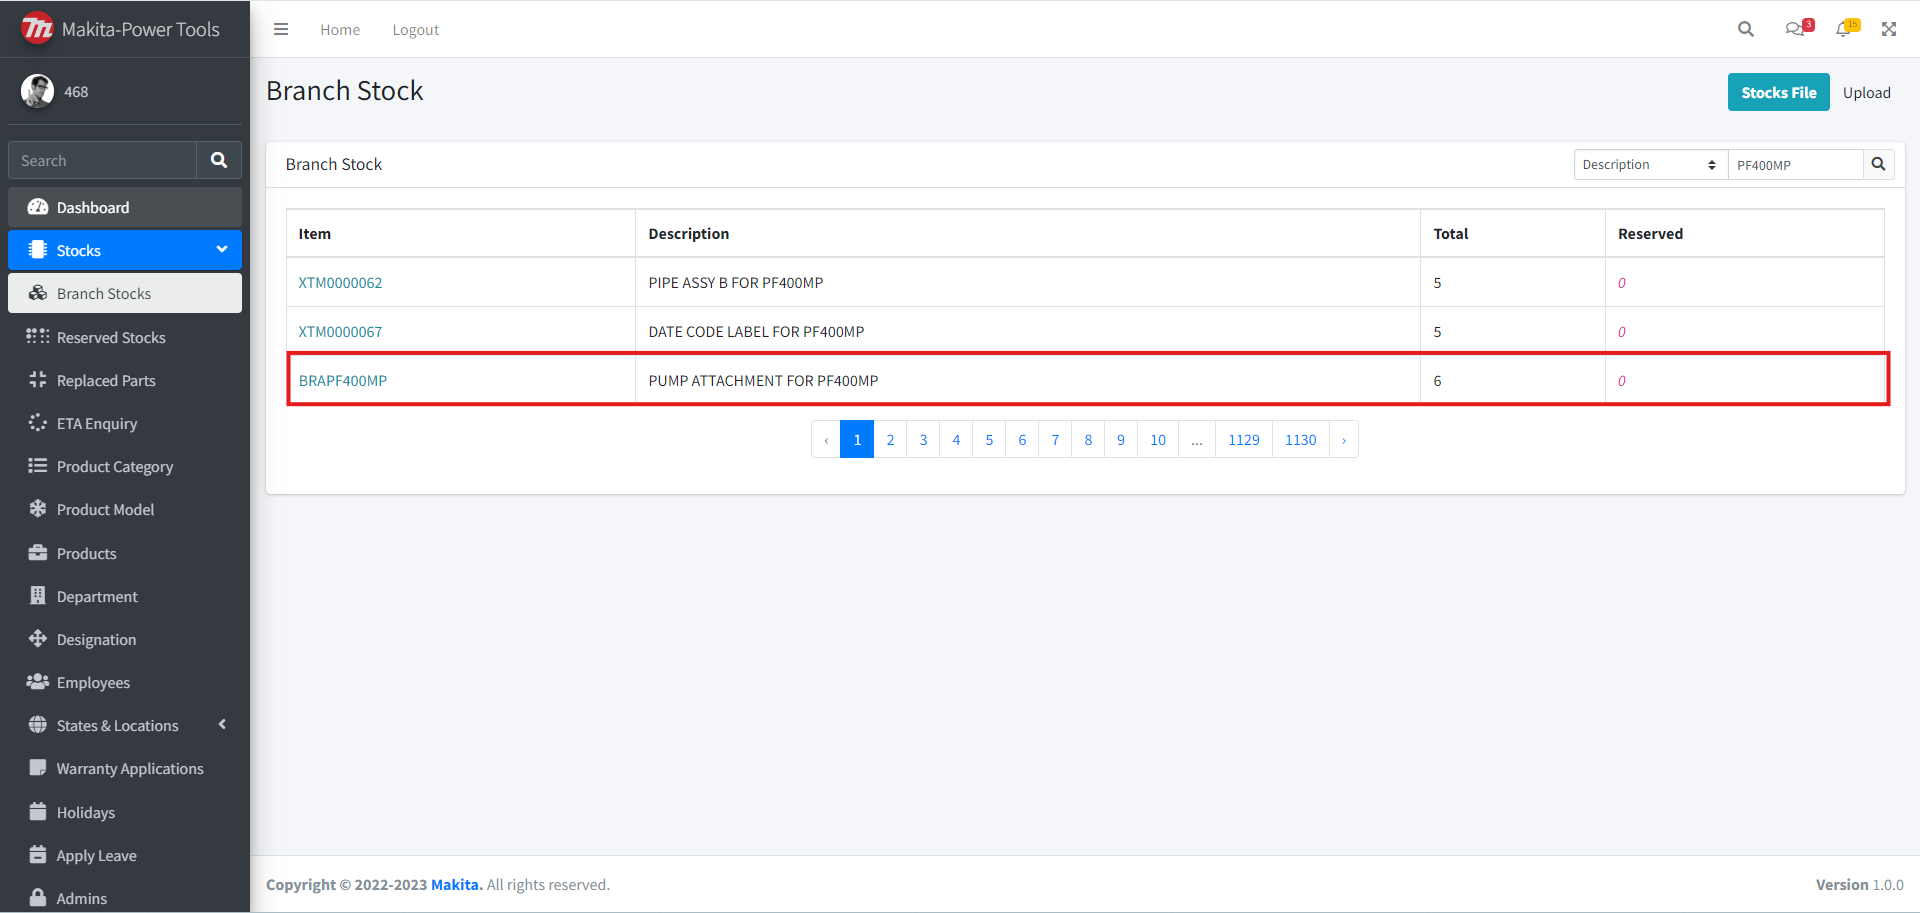 Makita-Power Tools
Home Logout
3
15
468
Branch Stock
Stocks File Upload
Search
Dashboard
Stocks
Branch Stocks
Reserved Stocks
Replaced Parts
ETA Enquiry
Product Category
Product Model
Products
Department
Designation
Employees
States & Locations
Warranty Applications
Holidays
Apply Leave
Admins
Branch Stock
Description PF400MP
Item Description Total Reserved
XTM0000062 PIPE ASSY B FOR PF400MP 5 0
XTM0000067 DATE CODE LABEL FOR PF400MP 5 0
BRAPF400MP PUMP ATTACHMENT FOR PF400MP 6 0
‹ 1 2 3 4 5 6 7 8 9 10 ... 1129 1130 ›
Copyright © 2022-2023 Makita. All rights reserved.
Version 1.0.0